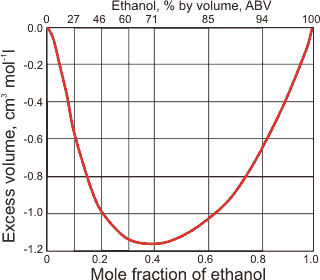 Ethanol, % by volume, ABV
0 27 46 60 71 85 94 100
Excess volume, cm³ mol⁻¹
0.0
-0.2
-0.4
-0.6
-0.8
-1.0
-1.2
0 0.2 0.4 0.6 0.8 1.0
Mole fraction of ethanol